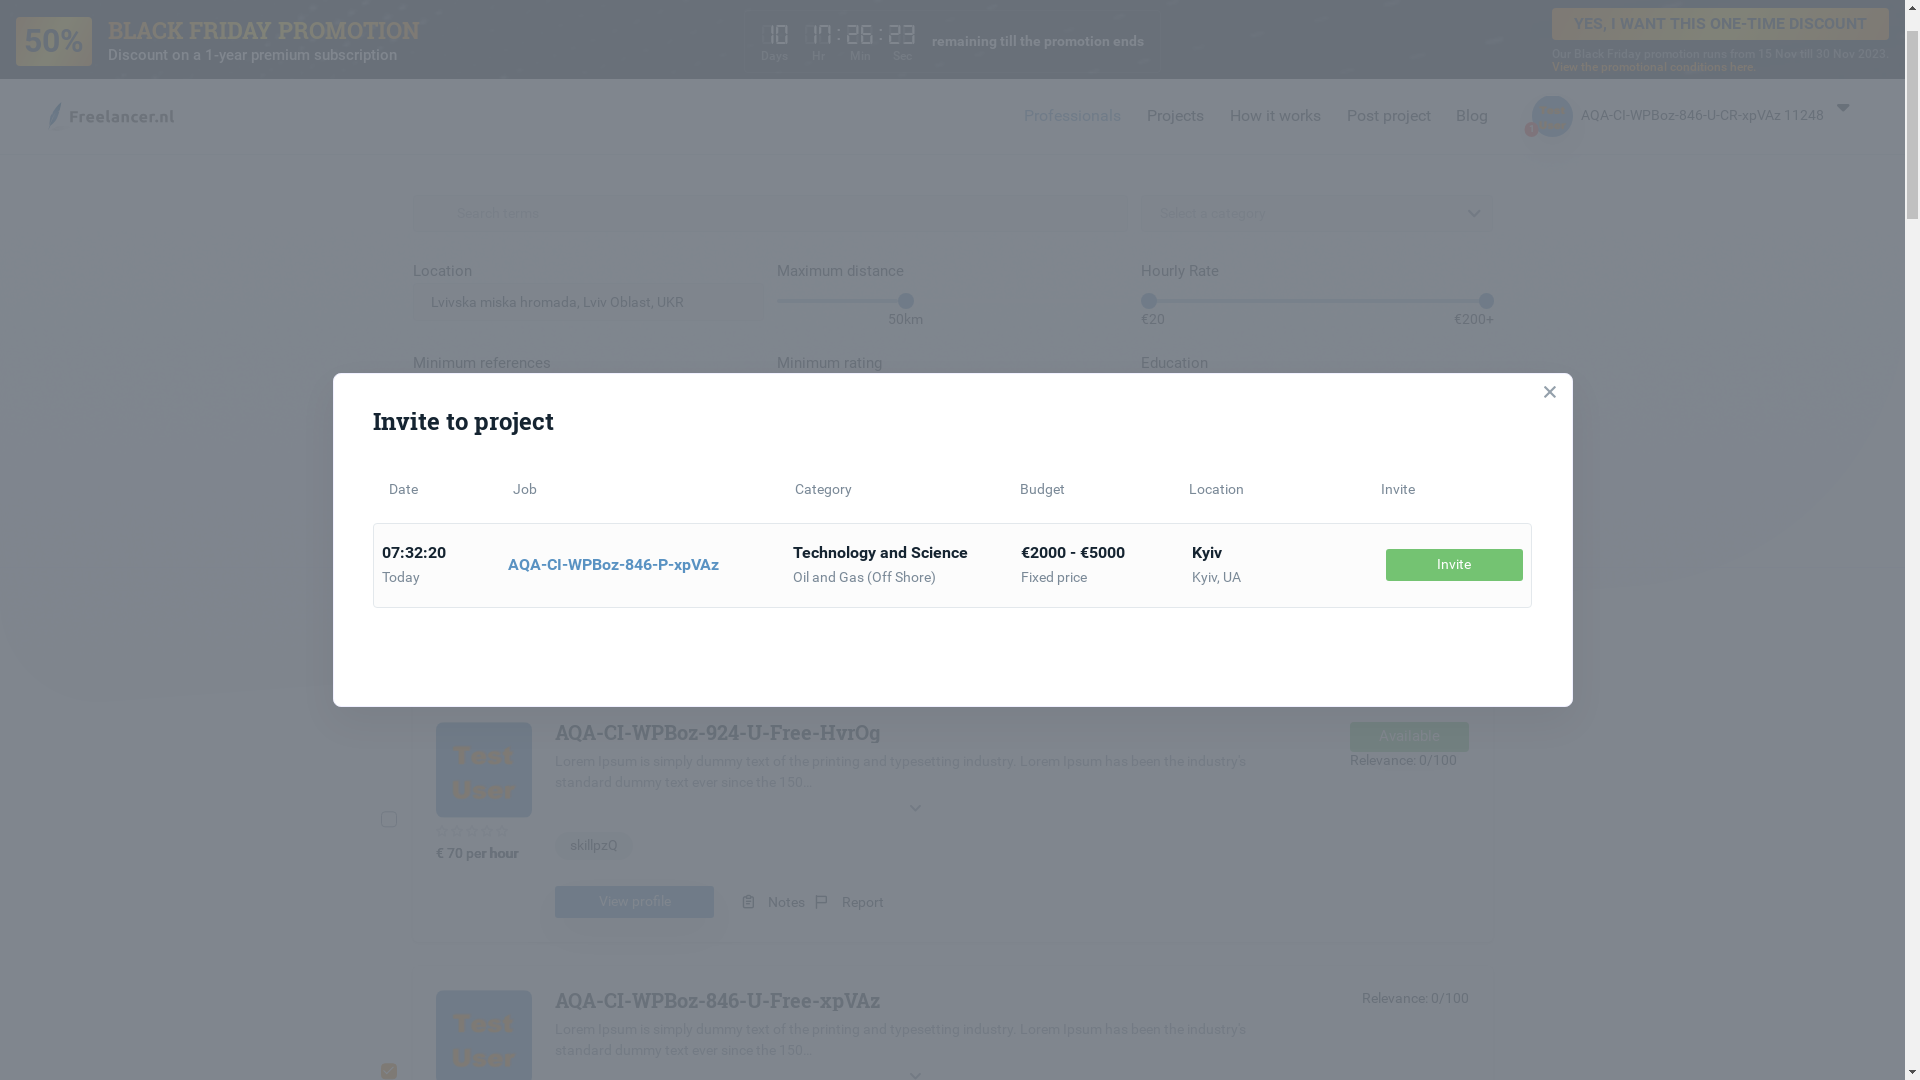 50%
BLACK FRIDAY PROMOTION
Discount on a 1-year premium subscription
10 17 : 26 : 23
Days Hr Min Sec
remaining till the promotion ends
YES, I WANT THIS ONE-TIME DISCOUNT
Our Black Friday promotion runs from 15 Nov till 30 Nov 2023.
View the promotional conditions here
Freelancer.nl
Professionals Projects How it works Post project Blog
1
AQA-CI-WPBoz-846-U-CR-xpVAz 11248
Search terms
Select a category
Location Maximum distance Hourly Rate
Lvivska miska hromada, Lviv Oblast, UKR
50km €20 €200+
Minimum references Minimum rating Education
Invite to project
Date Job Category Budget Location Invite
07:32:20
Today
AQA-CI-WPBoz-846-P-xpVAz
Technology and Science
Oil and Gas (Off Shore)
€2000 - €5000
Fixed price
Kyiv
Kyiv, UA
Invite
Test
User
€ 70 per hour
AQA-CI-WPBoz-924-U-Free-HvrOg
Lorem Ipsum is simply dummy text of the printing and typesetting industry. Lorem Ipsum has been the industry's
standard dummy text ever since the 150...
Available
Relevance: 0/100
skillpzQ
View profile Notes Report
Test
User
AQA-CI-WPBoz-846-U-Free-xpVAz
Lorem Ipsum is simply dummy text of the printing and typesetting industry. Lorem Ipsum has been the industry's
standard dummy text ever since the 150...
Relevance: 0/100